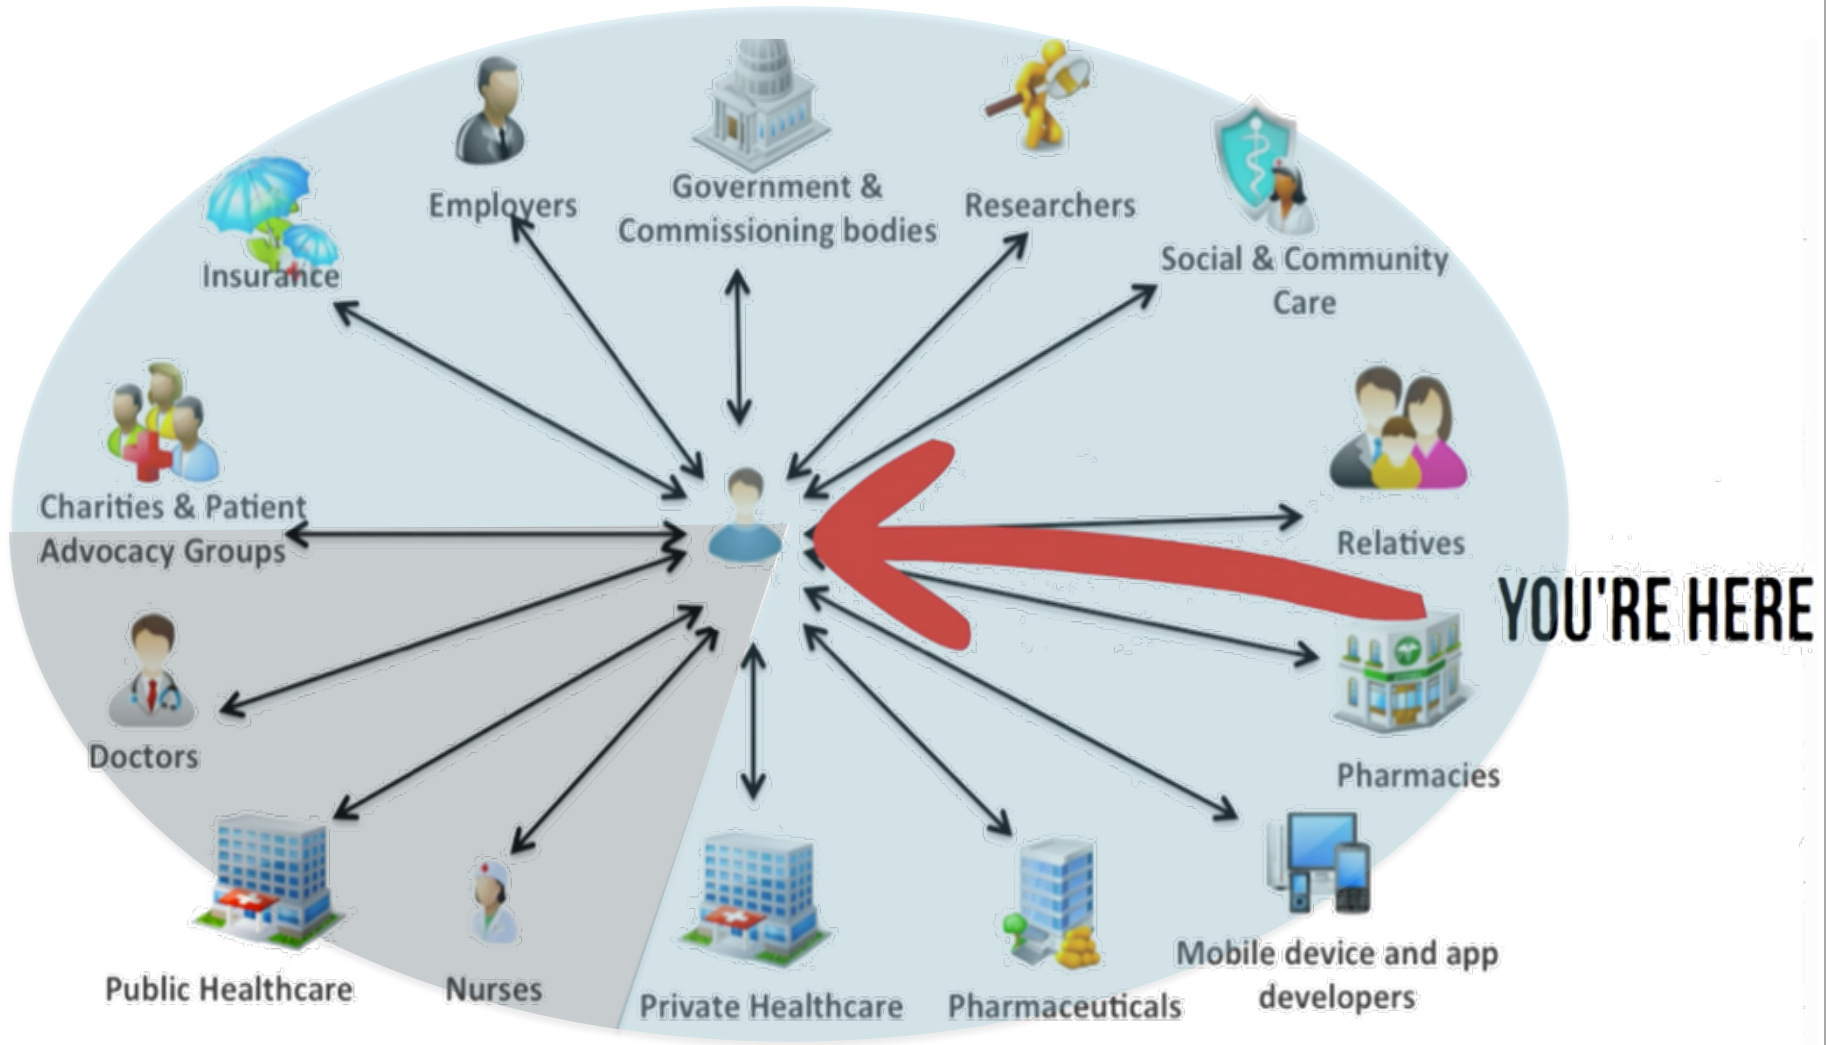 Employers
Government &
Commissioning bodies
Researchers
Insurance
Social & Community
Care
Charities & Patient
Advocacy Groups
Relatives
YOU'RE HERE
Doctors
Pharmacies
Public Healthcare
Nurses
Private Healthcare
Pharmaceuticals
Mobile device and app
developers